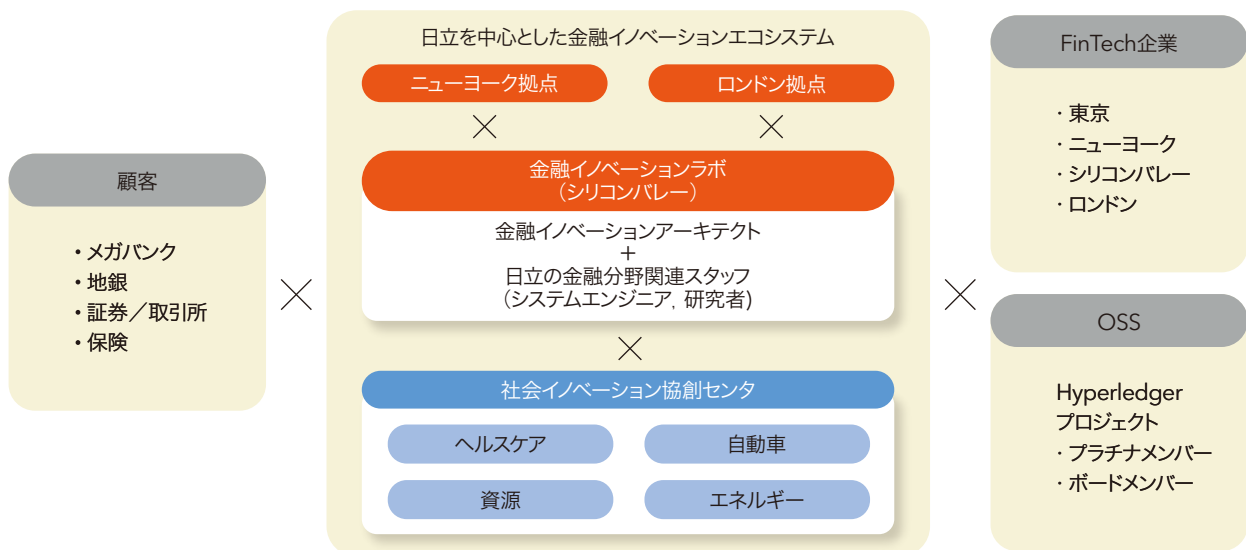 顧客
・メガバンク
・地銀
・証券／取引所
・保険
×
日立を中心とした金融イノベーションエコシステム
ニューヨーク拠点
ロンドン拠点
×
×
金融イノベーションラボ
（シリコンバレー）
金融イノベーションアーキテクト
+
日立の金融分野関連スタッフ
（システムエンジニア, 研究者)
×
社会イノベーション協創センタ
ヘルスケア
自動車
資源
エネルギー
×
FinTech企業
・東京
・ニューヨーク
・シリコンバレー
・ロンドン
OSS
Hyperledger
プロジェクト
・プラチナメンバー
・ボードメンバー